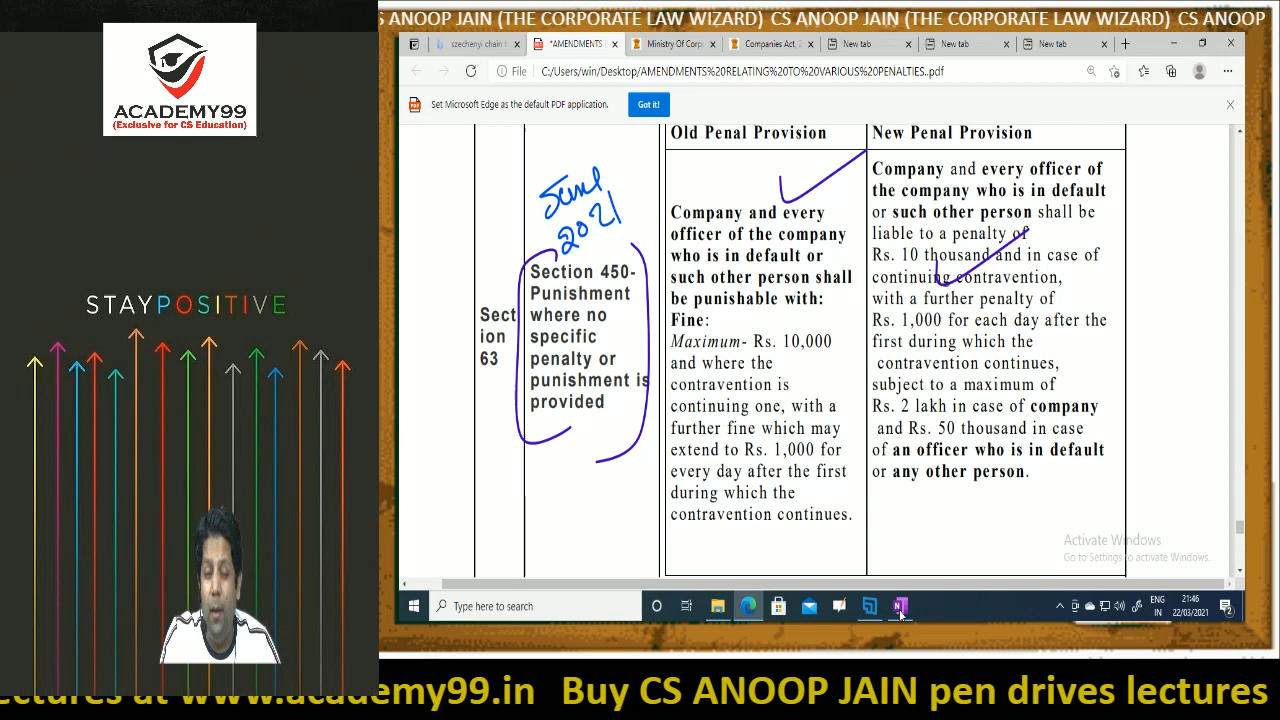 S ANOOP JAIN (THE CORPORATE LAW WIZARD) CS ANOOP JAIN (THE CORPORATE LAW WIZARD) CS ANOOP
ACADEMY99
(Exclusive for CS Education)
STAYPOSITIVE
szechenyi chain
*AMENDMENTS
Ministry Of Corp
Companies Act, 2
New tab
New tab
New tab
File
C:/Users/win/Desktop/AMENDMENTS%20RELATING%20TO%20VARIOUS%20PENALTIES..pdf
Set Microsoft Edge as the default PDF application.
Got it!
Old Penal Provision
New Penal Provision
June
2021
Sect
ion
63
Section 450-
Punishment
where no
specific
penalty or
punishment is
provided
Company and every
officer of the company
who is in default or
such other person shall
be punishable with:
Fine:
Maximum- Rs. 10,000
and where the
contravention is
continuing one, with a
further fine which may
extend to Rs. 1,000 for
every day after the first
during which the
contravention continues.
Company and every officer of
the company who is in default
or such other person shall be
liable to a penalty of
Rs. 10 thousand and in case of
continuing contravention,
with a further penalty of
Rs. 1,000 for each day after the
first during which the
contravention continues,
subject to a maximum of
Rs. 2 lakh in case of company
and Rs. 50 thousand in case
of an officer who is in default
or any other person.
Activate Windows
Go to Settings to activate Windows.
Type here to search
ENG
IN
21:46
22/03/2021
2
ectures at www.academy99.in Buy CS ANOOP JAIN pen drives lectures